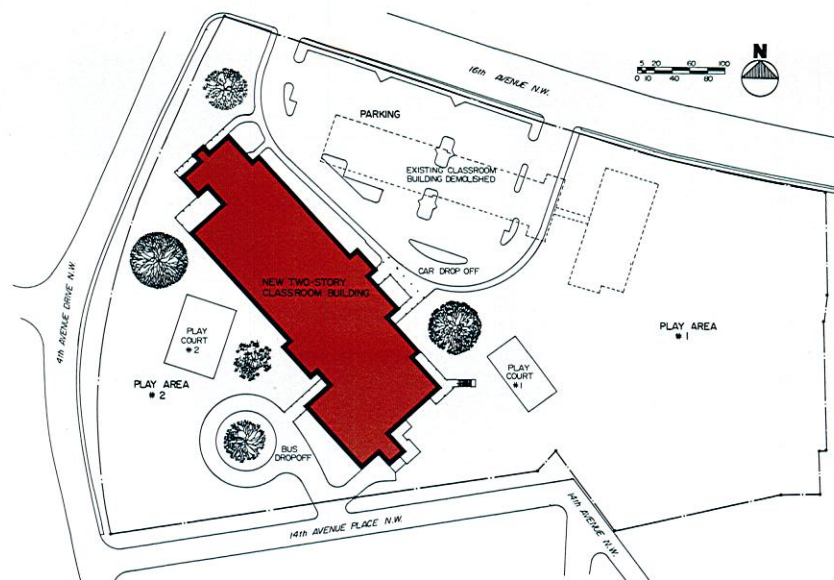 16th AVENUE N.W.
5 20 60 100
0 10 40 80
N
PARKING
EXISTING CLASSROOM
BUILDING DEMOLISHED
CAR DROP OFF
NEW TWO-STORY
CLASSROOM BUILDING
4th AVENUE DRIVE N.W.
PLAY
COURT
#2
PLAY AREA
#2
PLAY AREA
#1
PLAY
COURT
#1
BUS
DROPOFF
14th AVENUE PLACE N.W.
14th AVENUE N.W.